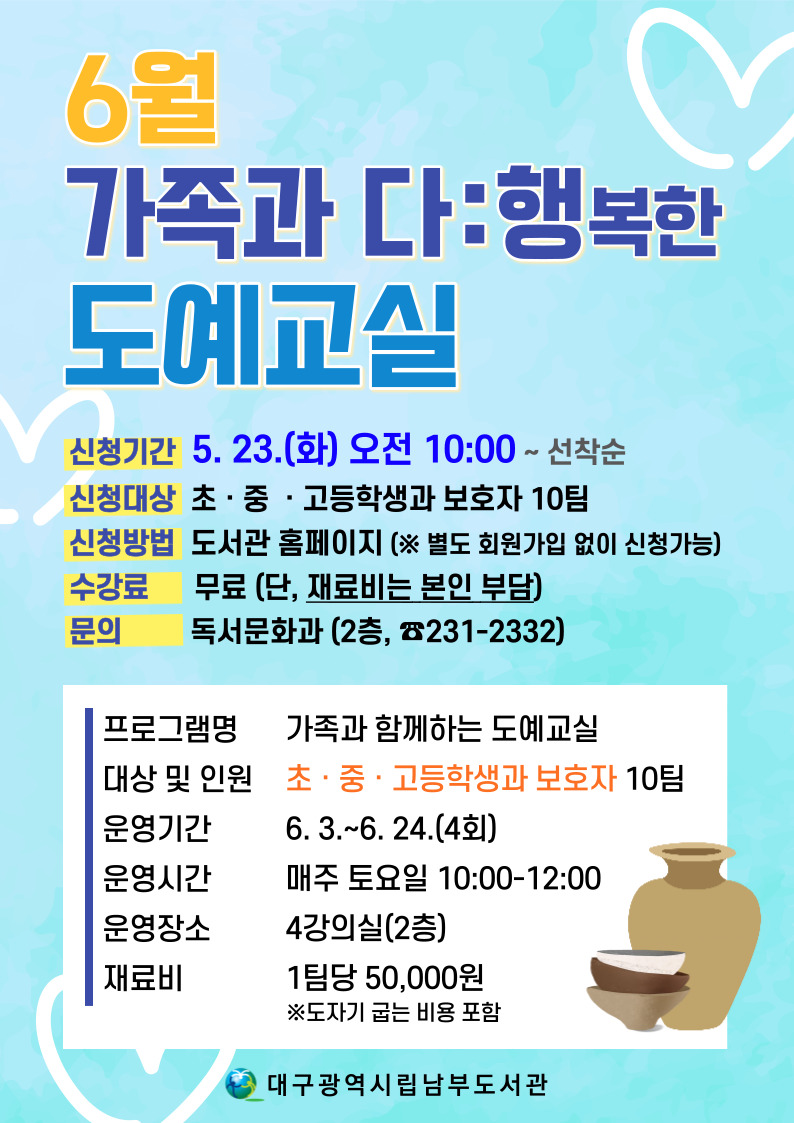 6월
가족과 다:행복한
도예교실
신청기간 5. 23.(화) 오전 10:00 ~ 선착순
신청대상 초 · 중 · 고등학생과 보호자 10팀
신청방법 도서관 홈페이지 (※ 별도 회원가입 없이 신청가능)
수강료 무료 (단, 재료비는 본인 부담)
문의 독서문화과 (2층, ☎231-2332)
프로그램명 가족과 함께하는 도예교실
대상 및 인원 초 · 중 · 고등학생과 보호자 10팀
운영기간 6. 3.~6. 24.(4회)
운영시간 매주 토요일 10:00-12:00
운영장소 4강의실(2층)
재료비 1팀당 50,000원
※도자기 굽는 비용 포함
대구광역시립남부도서관